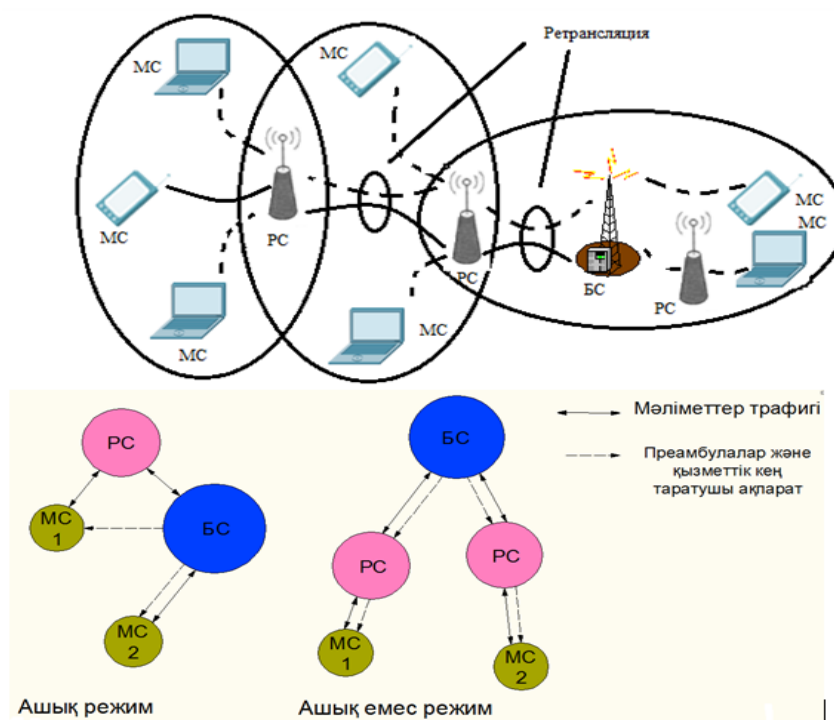 Ретрансляция
МС
МС
МС
РС
МС
РС
МС
БС
РС
МС
МС
Мәліметтер трафигі
Преамбулалар және
қызметтік кең
таратушы ақпарат
РС
МС
1
БС
МС
2
БС
РС
РС
МС
1
МС
2
Ашық режим
Ашық емес режим